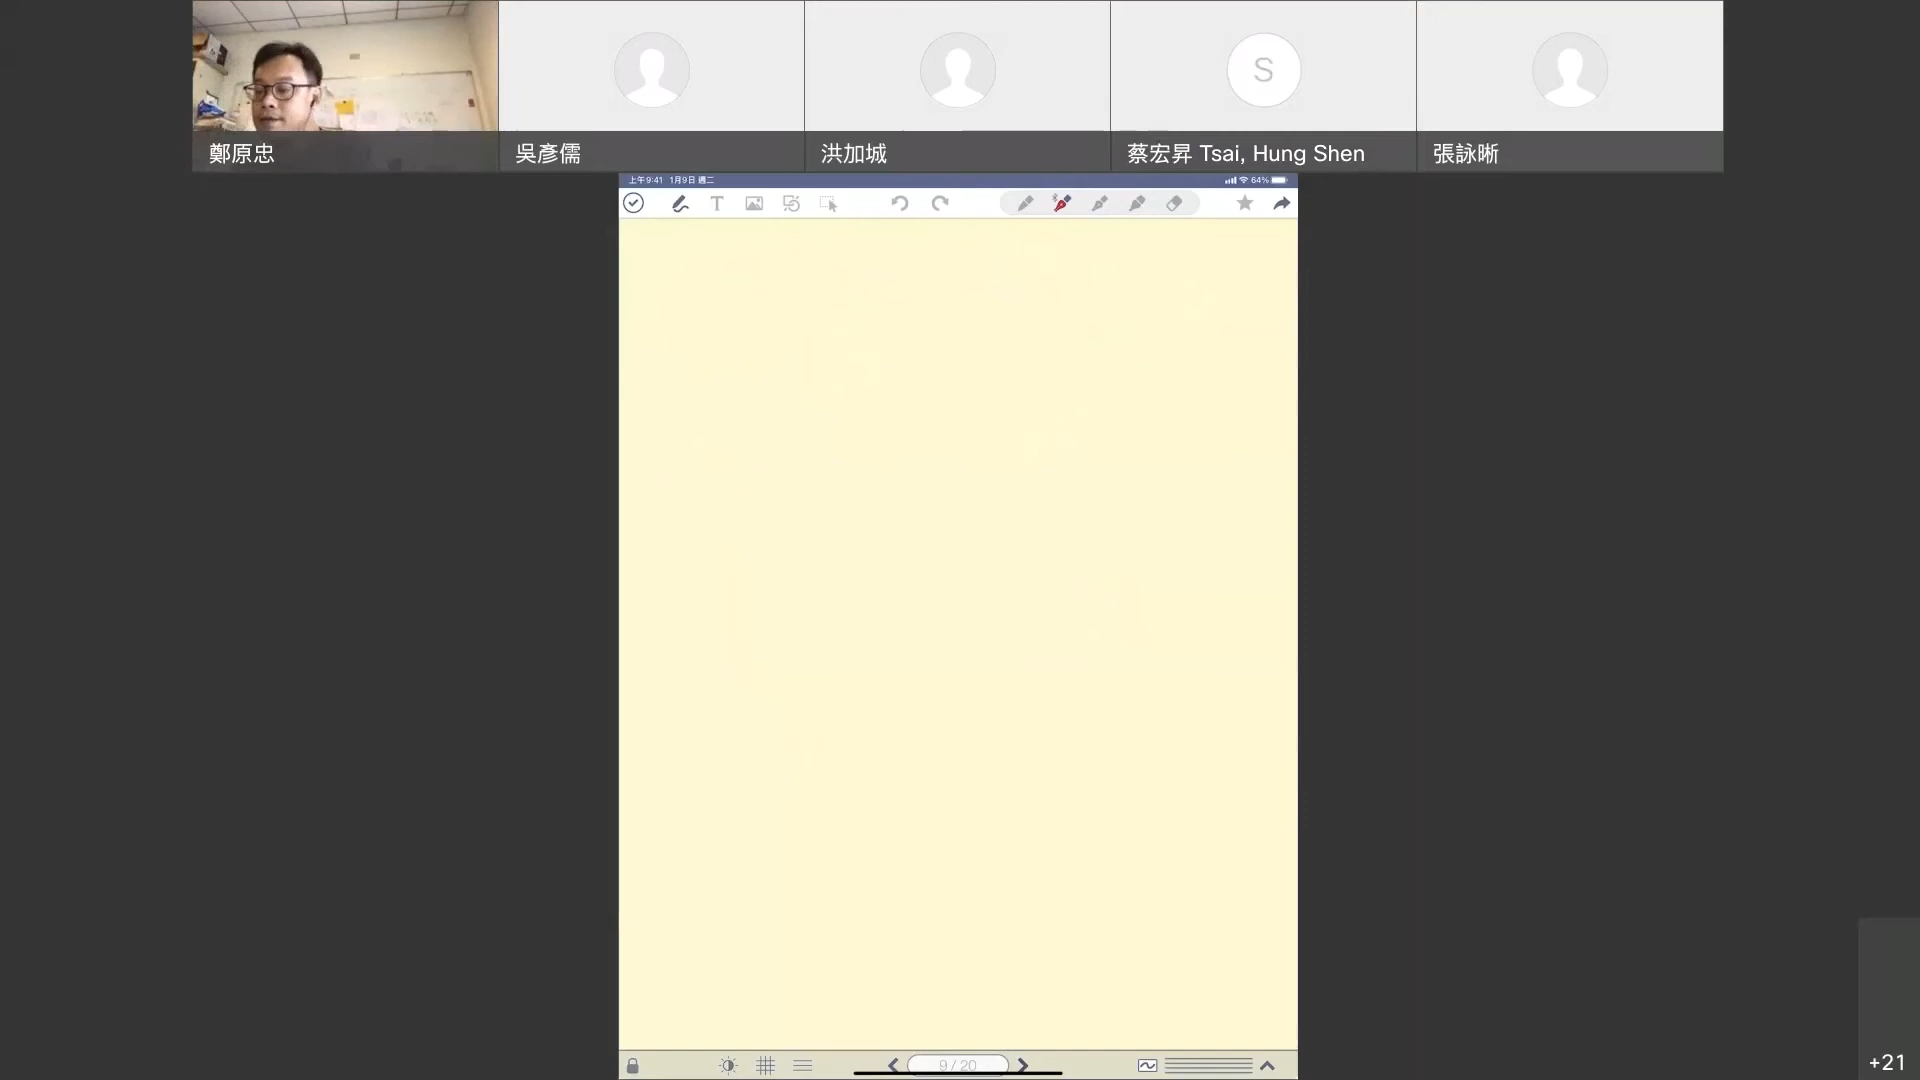 鄭原忠
吳彥儒
洪加城
S
蔡宏昇 Tsai, Hung Shen
張詠晰
上午9:41 1月9日 週二
64%
T
9 / 20
+21